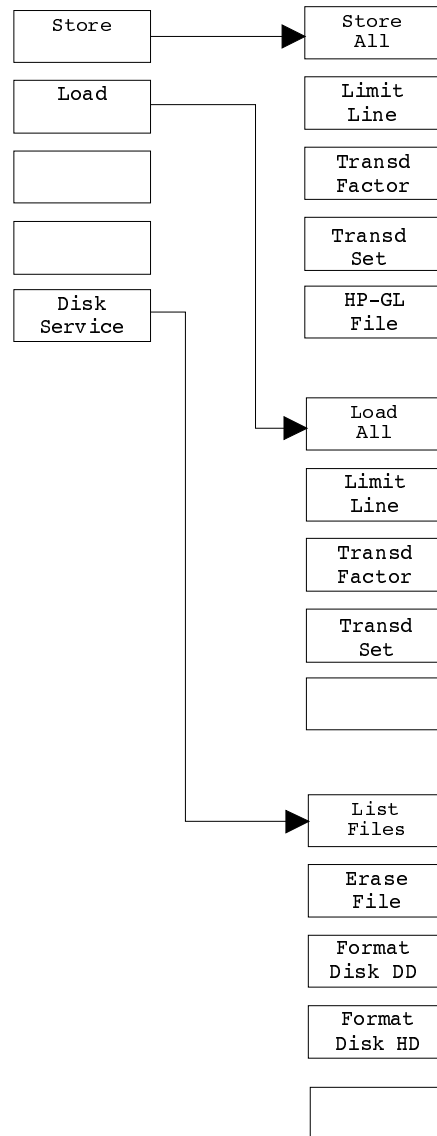 Store
Load
Disk
Service
Store
All
Limit
Line
Transd
Factor
Transd
Set
HP-GL
File
Load
All
Limit
Line
Transd
Factor
Transd
Set
List
Files
Erase
File
Format
Disk DD
Format
Disk HD